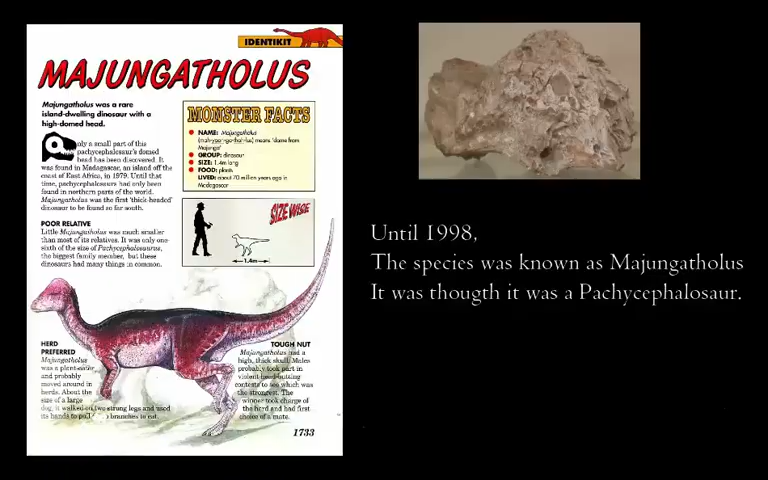 IDENTIKIT
MAJUNGATHOLUS
Majungatholus was a rare
island-dwelling dinosaur with a
high-domed head.
only a small part of this
pachycephalosaur's domed
head has been discovered. It
was found in Madagascar, an island off the
coast of East Africa, in 1979. Until that
time, pachycephalosaurs had only been
found in northern parts of the world.
Majungatholus was the first 'thick-headed'
dinosaur to be found so far south.
POOR RELATIVE
Little Majungatholus was much smaller
than most of its relatives. It was only one-
sixth of the size of Pachycephalosaurus,
the biggest family member, but these
dinosaurs had many things in common.
MONSTER FACTS
NAME: Majungatholus
means 'dome from
Majunga'
GROUP: dinosaur
SIZE: 1.4m long
FOOD: plants
LIVED: about 70 million years ago in
Madagascar
SIZE WISE
1.4m
HERD
PREFERRED
Majungatholus
was a plant-eater
and probably
moved around in
herds. About the
size of a large
dog, it walked on two strong legs and used
its hands to pull branches to eat.
TOUGH NUT
Majungatholus had a
high, thick skull. Males
probably took part in
violent head-butting
contests to see which was
the strongest. The
winner took charge of
the herd and had first
choice of a mate.
1733
Until 1998,
The species was known as Majungatholus
It was thougth it was a Pachycephalosaur.